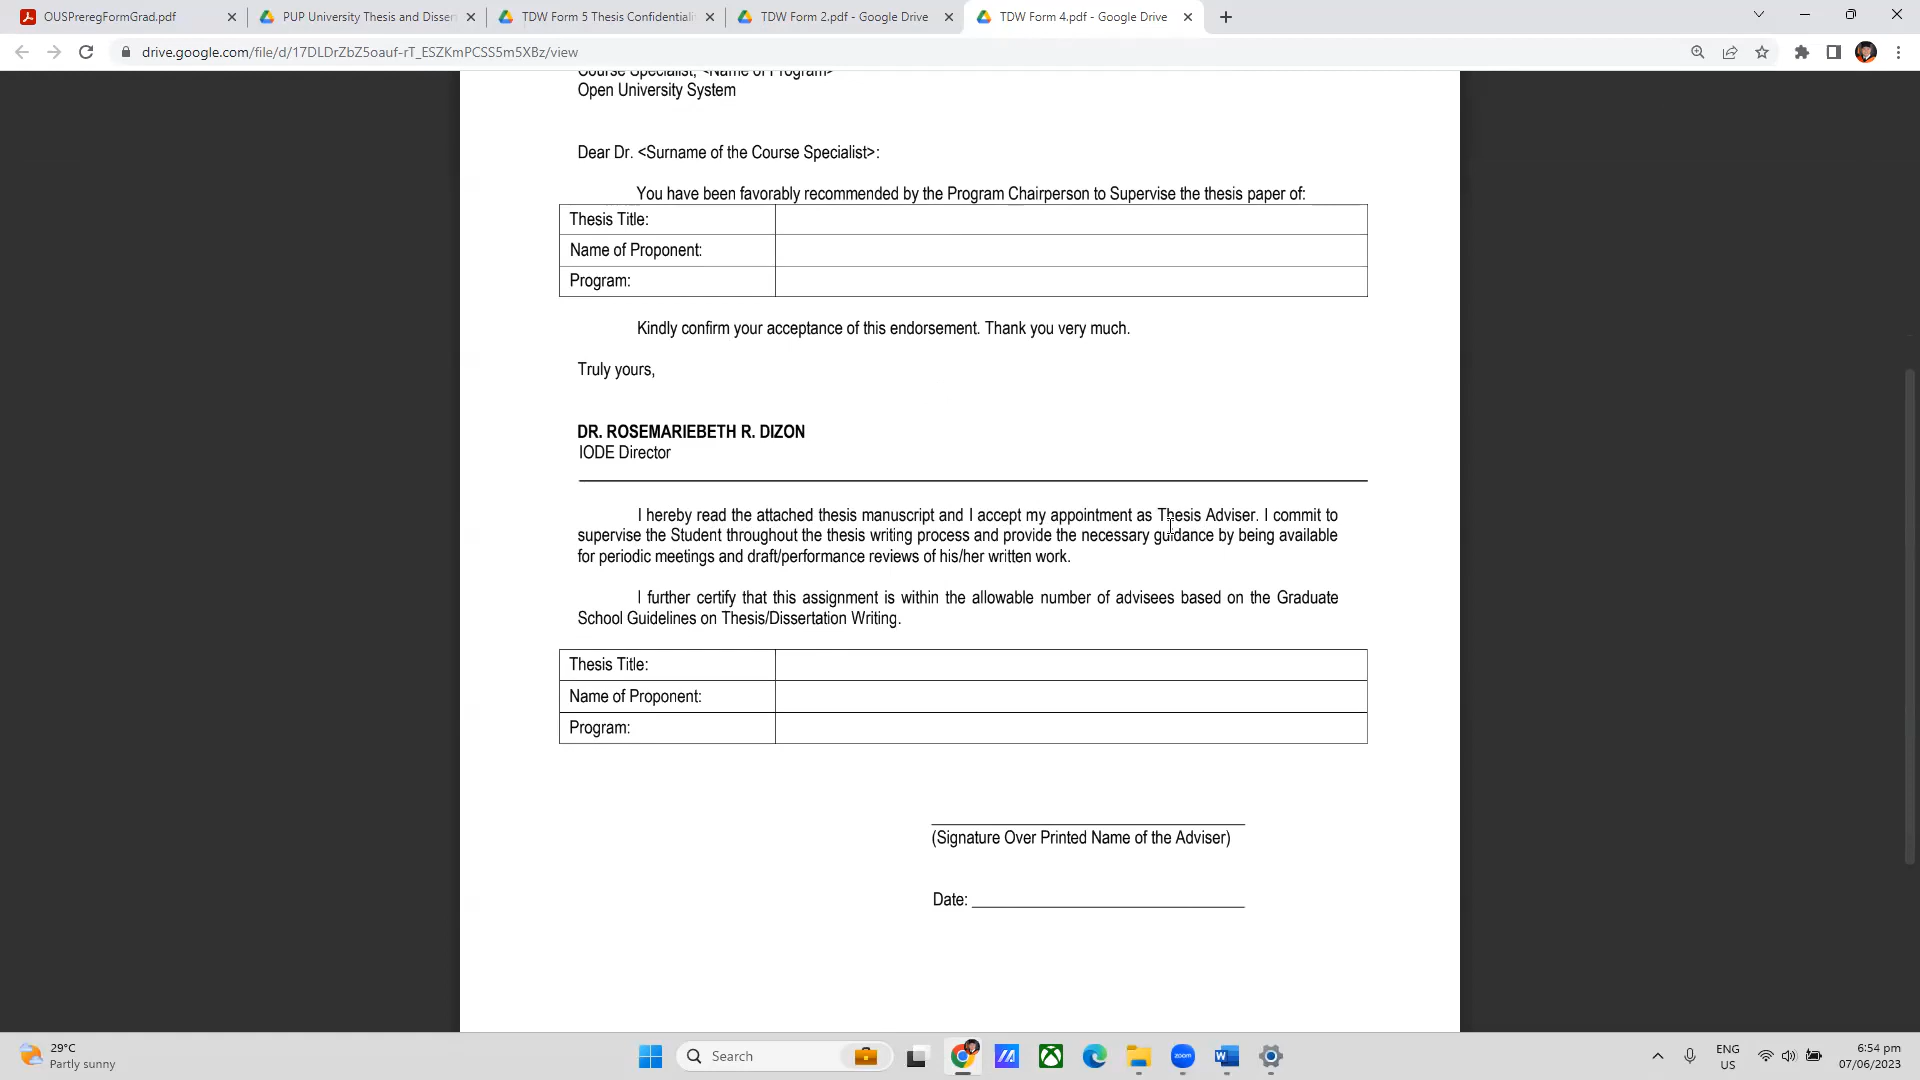 OUSPreregFormGrad.pdf
PUP University Thesis and Disser
TDW Form 5 Thesis Confidentiali
TDW Form 2.pdf - Google Drive
TDW Form 4.pdf - Google Drive
drive.google.com/file/d/17DLDrZbZ5oauf-rT_ESZKmPCSS5m5XBz/view
Course Specialist, <Name of Program>
Open University System
Dear Dr. <Surname of the Course Specialist>:
You have been favorably recommended by the Program Chairperson to Supervise the thesis paper of:
Thesis Title:
Name of Proponent:
Program:
Kindly confirm your acceptance of this endorsement. Thank you very much.
Truly yours,
DR. ROSEMARIEBETH R. DIZON
IODE Director
I hereby read the attached thesis manuscript and I accept my appointment as Thesis Adviser. I commit to
supervise the Student throughout the thesis writing process and provide the necessary guidance by being available
for periodic meetings and draft/performance reviews of his/her written work.
I further certify that this assignment is within the allowable number of advisees based on the Graduate
School Guidelines on Thesis/Dissertation Writing.
Thesis Title:
Name of Proponent:
Program:
(Signature Over Printed Name of the Adviser)
Date:
29°C
Partly sunny
Search
zoom
W
ENG
US
6:54 pm
07/06/2023